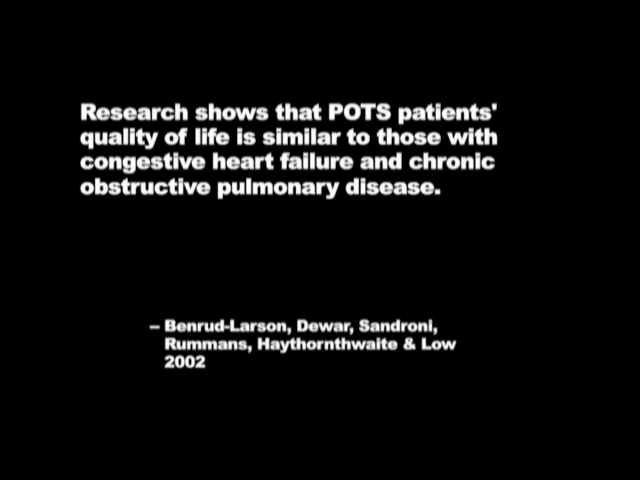 Research shows that POTS patients'
quality of life is similar to those with
congestive heart failure and chronic
obstructive pulmonary disease.
– Benrud-Larson, Dewar, Sandroni,
Rummans, Haythornthwaite & Low
2002